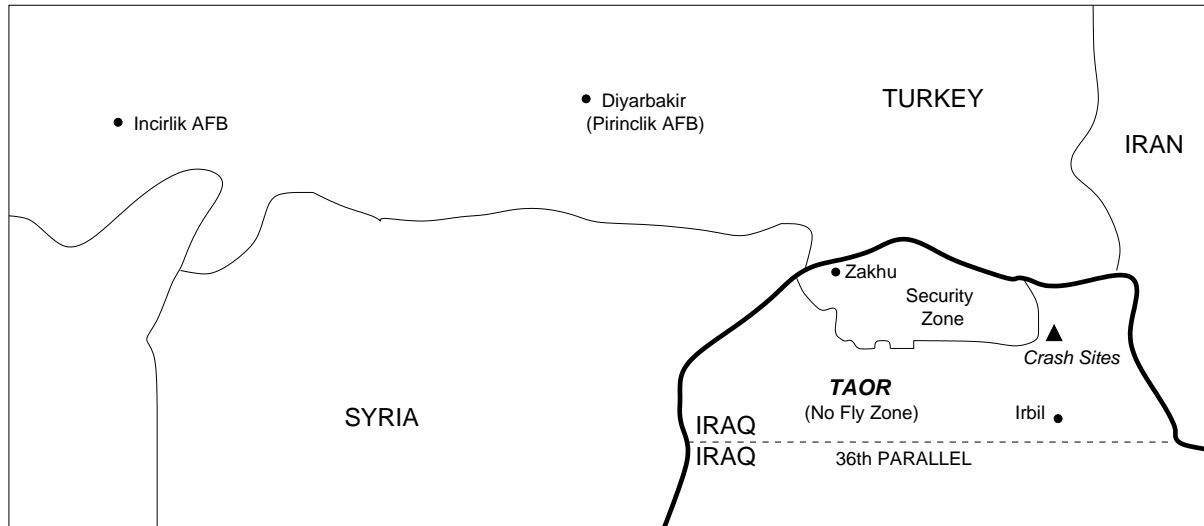 TURKEY
Diyarbakir
(Pirinclik AFB)
Incirlik AFB
IRAN
Zakhu
Security
Zone
Crash Sites
TAOR
(No Fly Zone)
Irbil
SYRIA
IRAQ
IRAQ
36th PARALLEL